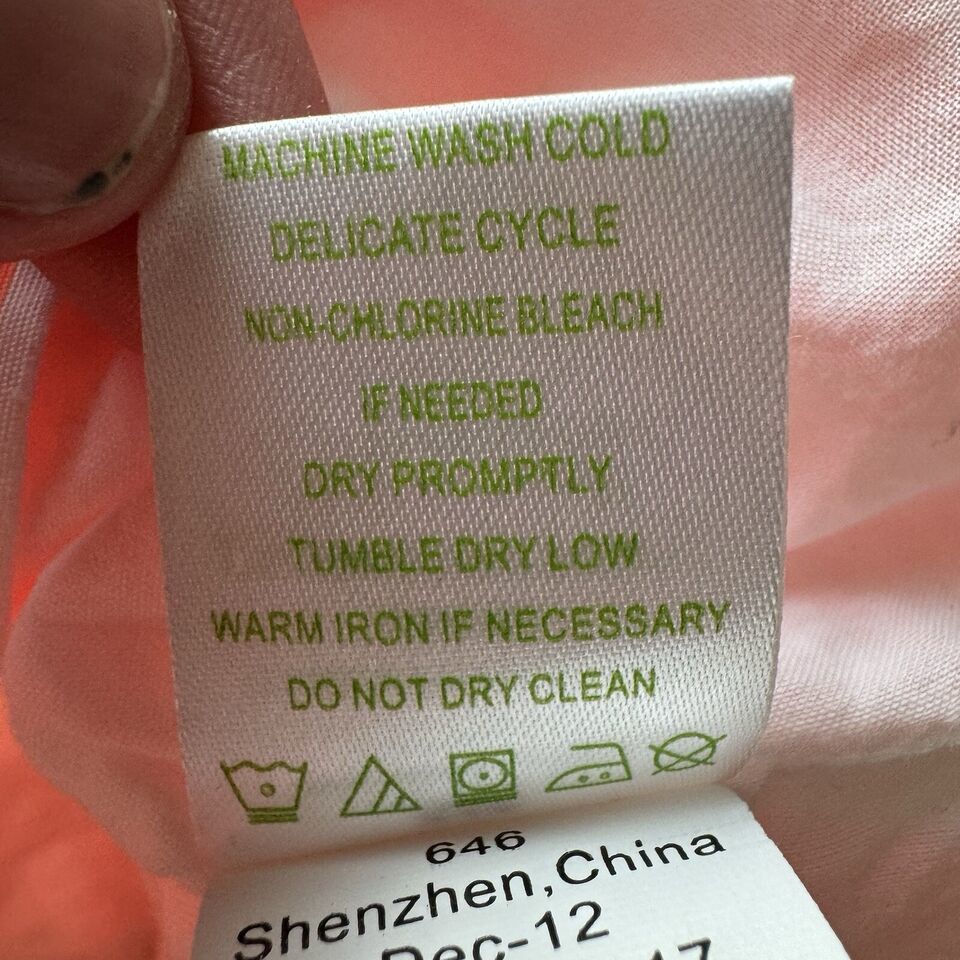 MACHINE WASH COLD
DELICATE CYCLE
NON-CHLORINE BLEACH
IF NEEDED
DRY PROMPTLY
TUMBLE DRY LOW
WARM IRON IF NECESSARY
DO NOT DRY CLEAN
646
Shenzhen,China
Dec-12
17